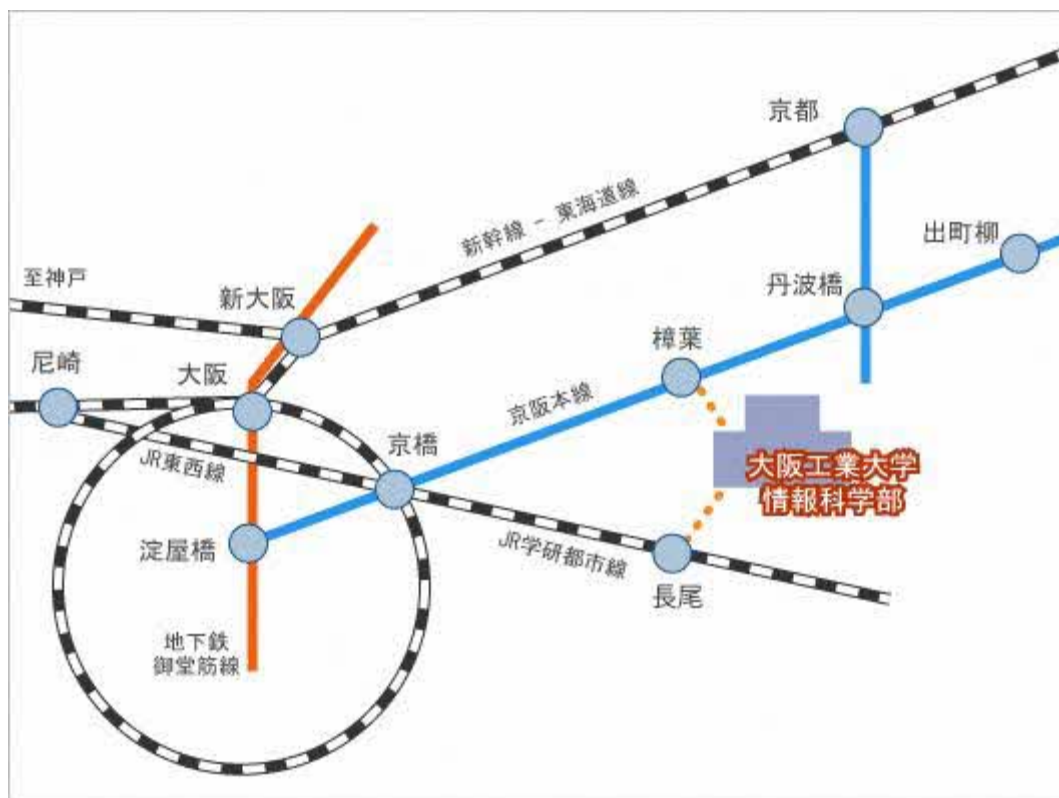 京都
出町柳
新幹線 - 東海道線
丹波橋
至神戸
新大阪
樟葉
尼崎
大阪
京阪本線
京橋
大阪工業大学
情報科学部
JR東西線
淀屋橋
JR学研都市線
長尾
地下鉄
御堂筋線